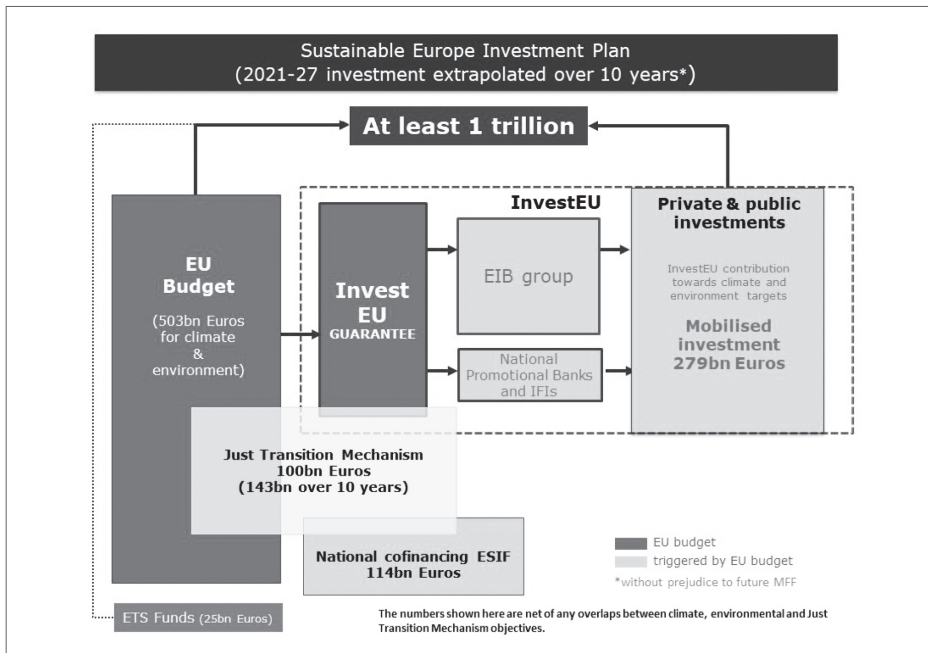 Sustainable Europe Investment Plan
(2021-27 investment extrapolated over 10 years*)
At least 1 trillion
EU
Budget
(503bn Euros
for climate
&
environment)
InvestEU
Invest
EU
GUARANTEE
EIB group
National
Promotional Banks
and IFIs
Private & public
investments
InvestEU contribution
towards climate and
environment targets
Mobilised
investment
279bn Euros
Just Transition Mechanism
100bn Euros
(143bn over 10 years)
National cofinancing ESIF
114bn Euros
ETS Funds (25bn Euros)
EU budget
triggered by EU budget
*without prejudice to future MFF
The numbers shown here are net of any overlaps between climate, environmental and Just
Transition Mechanism objectives.